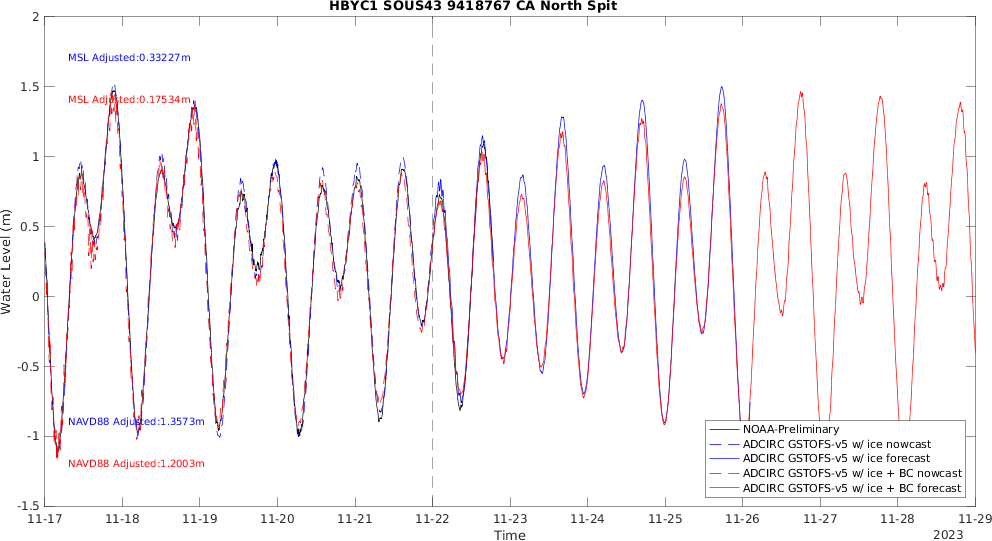 HBYC1 SOUS43 9418767 CA North Spit
2
1.5
1
0.5
0
-0.5
-1
-1.5
Water Level (m)
MSL Adjusted:0.33227m
MSL Adjusted:0.17534m
NAVD88 Adjusted:1.3573m
NAVD88 Adjusted:1.2003m
NOAA-Preliminary
ADCIRC GSTOFS-v5 w/ ice nowcast
ADCIRC GSTOFS-v5 w/ ice forecast
ADCIRC GSTOFS-v5 w/ ice + BC nowcast
ADCIRC GSTOFS-v5 w/ ice + BC forecast
11-17 11-18 11-19 11-20 11-21 11-22 11-23 11-24 11-25 11-26 11-27 11-28 11-29
Time
2023